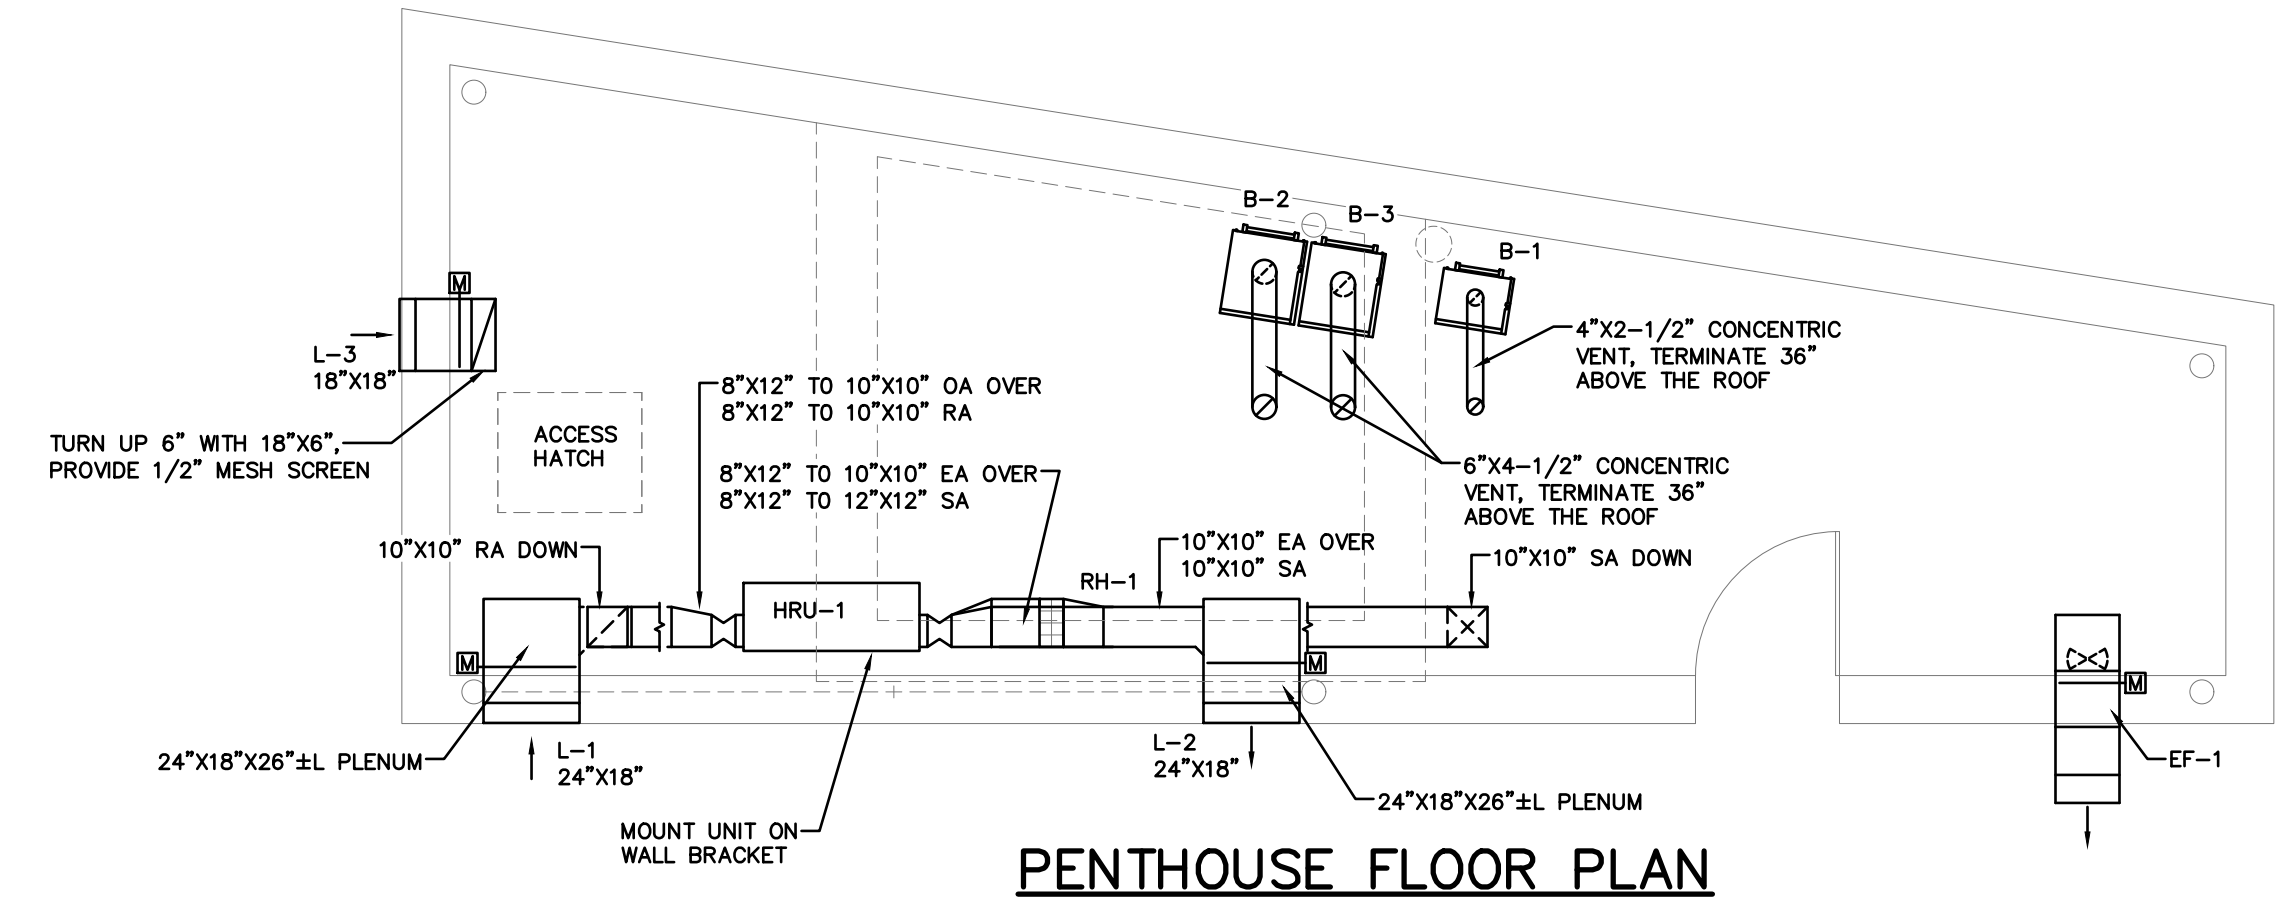 B-2
B-3
B-1
M
4"X2-1/2" CONCENTRIC
VENT, TERMINATE 36"
ABOVE THE ROOF
L-3
18"X18"
8"X12" TO 10"X10" OA OVER
8"X12" TO 10"X10" RA
TURN UP 6" WITH 18"X6",
PROVIDE 1/2" MESH SCREEN
ACCESS
HATCH
8"X12" TO 10"X10" EA OVER
8"X12" TO 12"X12" SA
6"X4-1/2" CONCENTRIC
VENT, TERMINATE 36"
ABOVE THE ROOF
10"X10" RA DOWN
10"X10" EA OVER
10"X10" SA
10"X10" SA DOWN
RH-1
HRU-1
M
M
M
24"X18"X26"±L PLENUM
L-1
24"X18"
L-2
24"X18"
EF-1
24"X18"X26"±L PLENUM
MOUNT UNIT ON
WALL BRACKET
PENTHOUSE FLOOR PLAN